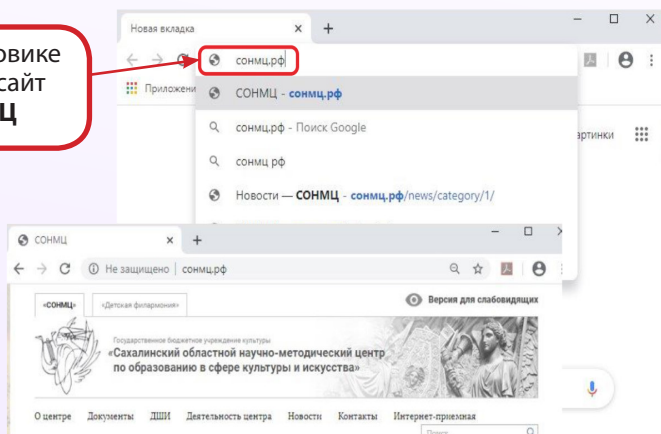 овике
сайт
Ц
Новая вкладка
сонмц.рф
Приложени
СОНМЦ - сонмц.рф
сонмц.рф - Поиск Google
сонмц рф
Новости — СОНМЦ - сонмц.рф/news/category/1/
артинки
СОНМЦ
Не защищено | сонмц.рф
«СОНМЦ»
«Детская филармония»
Версия для слабовидящих
Государственное бюджетное учреждение культуры
«Сахалинский областной научно-методический центр
по образованию в сфере культуры и искусства»
О центре Документы ДШИ Деятельность центра Новости Контакты Интернет-приемная
Поиск